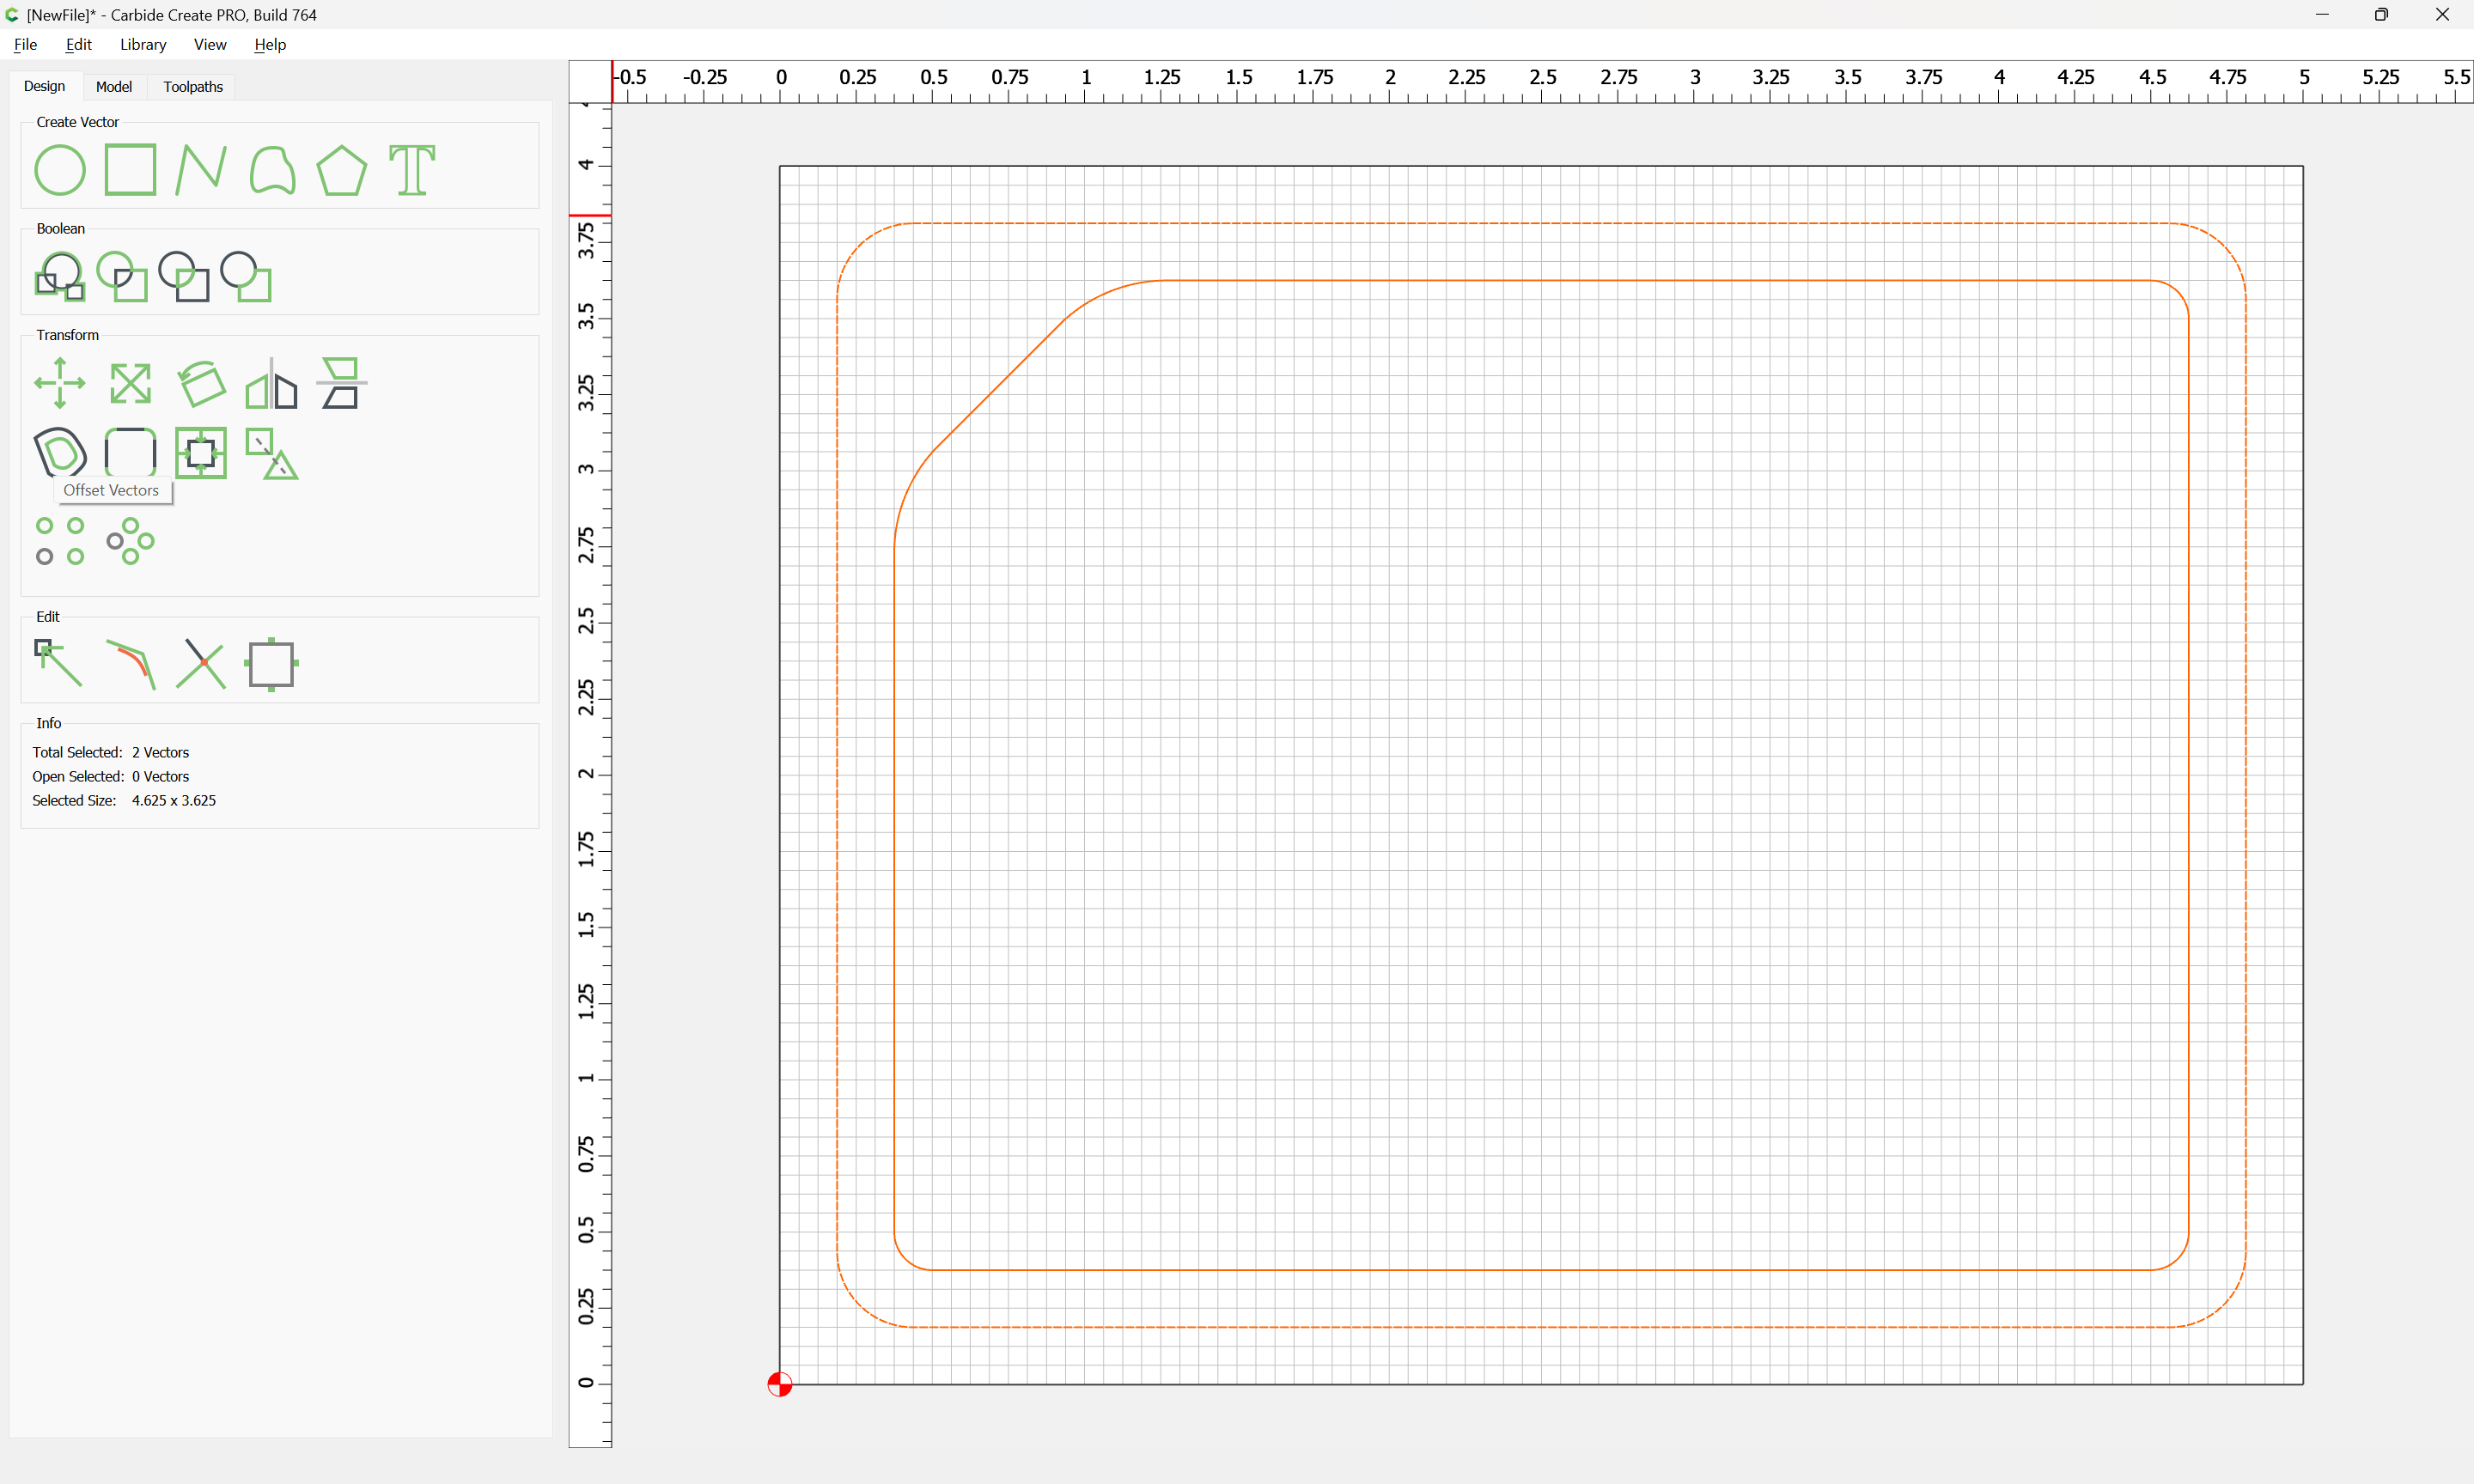 [NewFile]* - Carbide Create PRO, Build 764
File Edit Library View Help
Design Model Toolpaths
Create Vector
Boolean
Transform
Offset Vectors
Edit
Info
Total Selected: 2 Vectors
Open Selected: 0 Vectors
Selected Size: 4.625 x 3.625
-0.5 -0.25 0 0.25 0.5 0.75 1 1.25 1.5 1.75 2 2.25 2.5 2.75 3 3.25 3.5 3.75 4 4.25 4.5 4.75 5 5.25 5.5
4
3.75
3.5
3.25
3
2.75
2.5
2.25
2
1.75
1.5
1.25
1
0.75
0.5
0.25
0